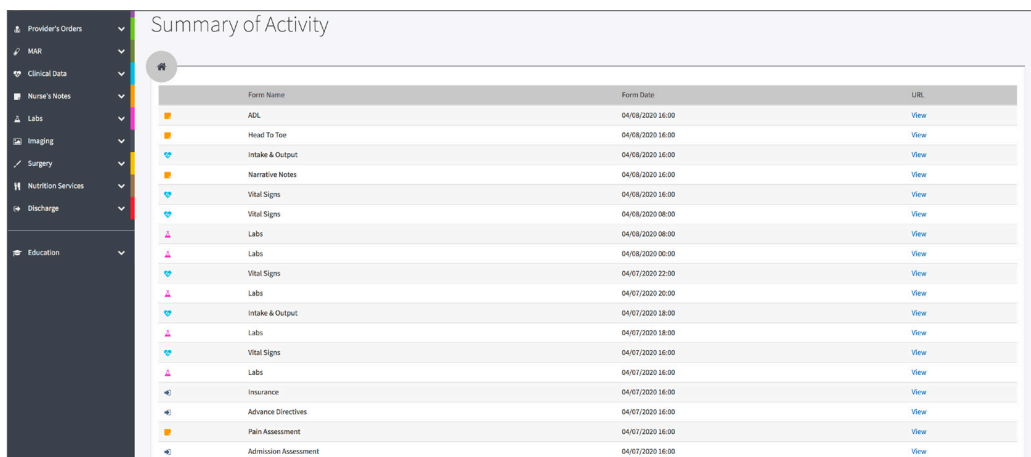 Summary of Activity
Provider's Orders
MAR
Clinical Data
Nurse's Notes
Labs
Imaging
Surgery
Nutrition Services
Discharge
Education
Form Name Form Date URL
ADL 04/08/2020 16:00 View
Head To Toe 04/08/2020 16:00 View
Intake & Output 04/08/2020 16:00 View
Narrative Notes 04/08/2020 16:00 View
Vital Signs 04/08/2020 16:00 View
Vital Signs 04/08/2020 08:00 View
Labs 04/08/2020 08:00 View
Labs 04/08/2020 00:00 View
Vital Signs 04/07/2020 22:00 View
Labs 04/07/2020 20:00 View
Intake & Output 04/07/2020 18:00 View
Labs 04/07/2020 18:00 View
Vital Signs 04/07/2020 16:00 View
Labs 04/07/2020 16:00 View
Insurance 04/07/2020 16:00 View
Advance Directives 04/07/2020 16:00 View
Pain Assessment 04/07/2020 16:00 View
Admission Assessment 04/07/2020 16:00 View